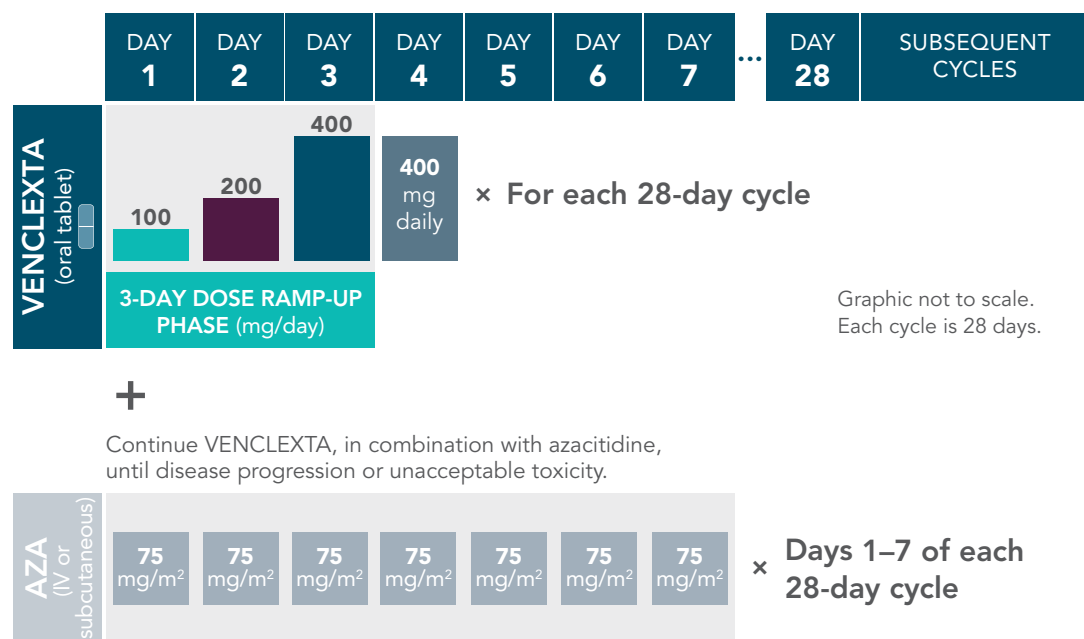 DAY 1
DAY 2
DAY 3
DAY 4
DAY 5
DAY 6
DAY 7
...
DAY 28
SUBSEQUENT
CYCLES
VENCLEXTA
(oral tablet)
100
200
400
400
mg
daily
× For each 28-day cycle
3-DAY DOSE RAMP-UP
PHASE (mg/day)
Graphic not to scale.
Each cycle is 28 days.
+
Continue VENCLEXTA, in combination with azacitidine,
until disease progression or unacceptable toxicity.
AZA
(IV or
subcutaneous)
75
mg/m²
75
mg/m²
75
mg/m²
75
mg/m²
75
mg/m²
75
mg/m²
75
mg/m²
× Days 1–7 of each
28-day cycle